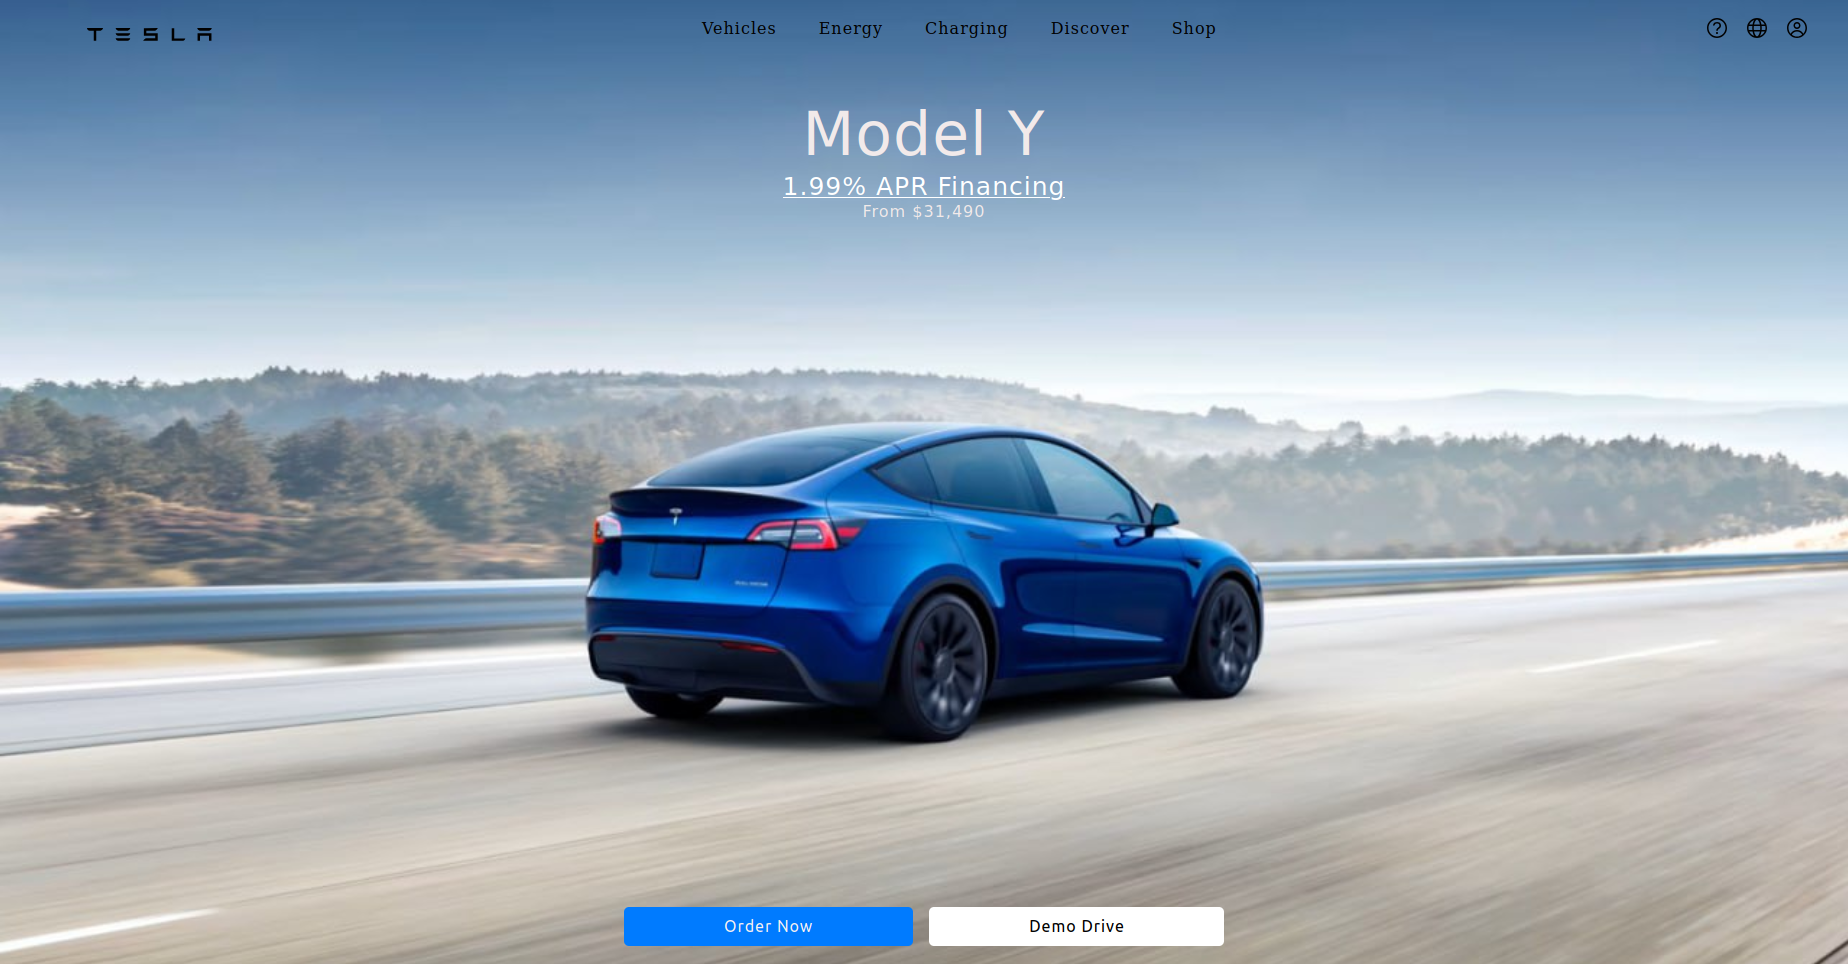 TESLA
Vehicles Energy Charging Discover Shop
Model Y
1.99% APR Financing
From $31,490
Order Now Demo Drive